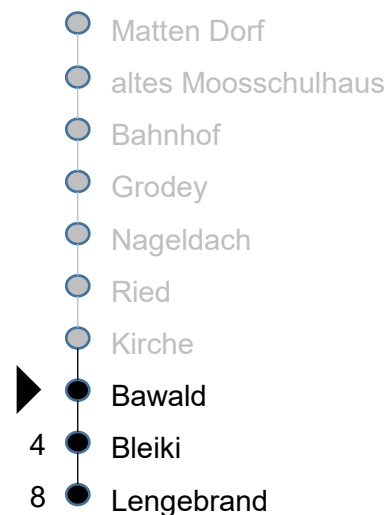 Matten Dorf
altes Moosschulhaus
Bahnhof
Grodey
Nageldach
Ried
Kirche
Bawald
4 Bleiki
8 Lengebrand